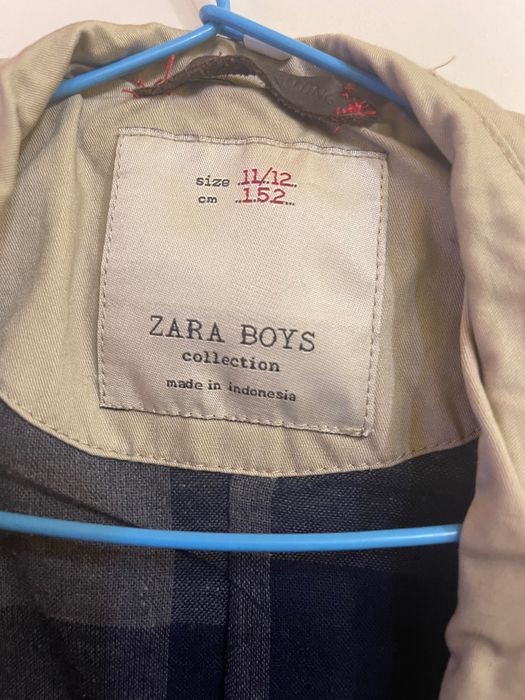 size 11/12
cm 152
ZARA BOYS
collection
made in indonesia